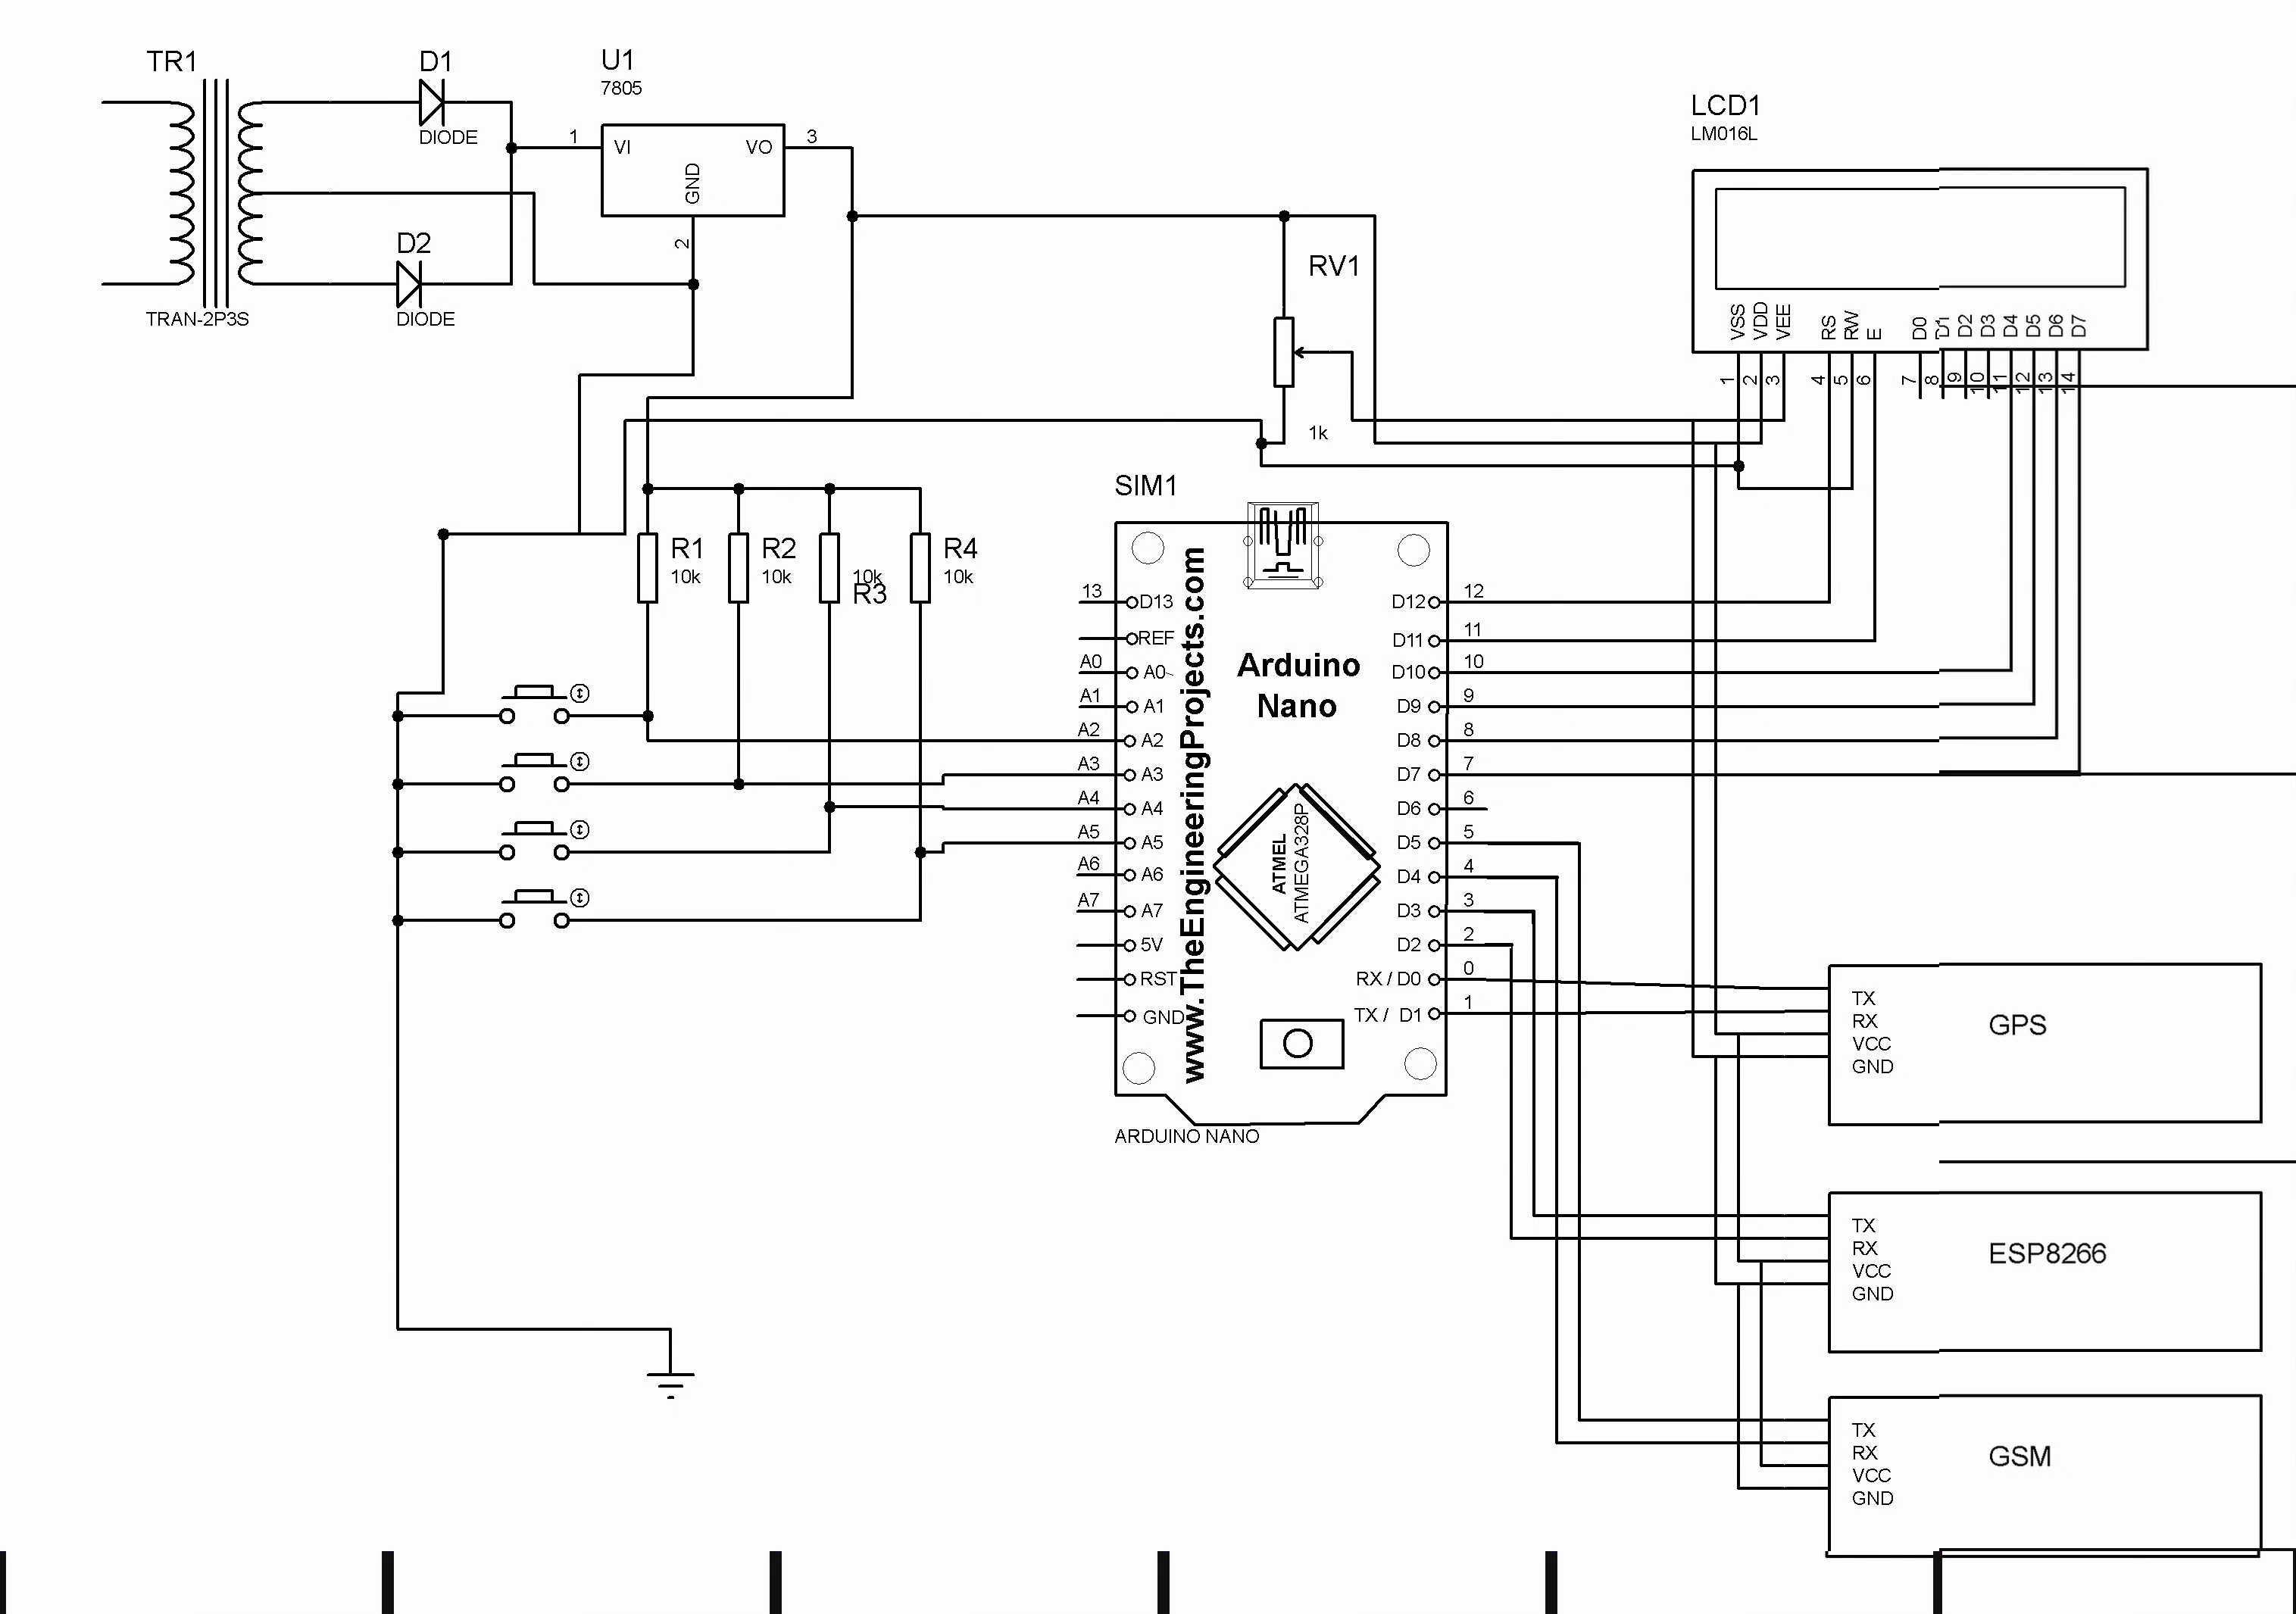 TR1
TRAN-2P3S
D1
DIODE
D2
DIODE
U1
7805
1
VI
VO
3
GND
2
RV1
1k
LCD1
LM016L
VSS
VDD
VEE
RS
RW
E
D0
D1
D2
D3
D4
D5
D6
D7
1
2
3
4
5
6
7
8
9
10
11
12
13
14
R1
10k
R2
10k
10k
R3
R4
10k
SIM1
www.TheEngineeringProjects.com
Arduino
Nano
ATMEL
ATMEGA328P
13 D13
REF
A0 A0~
A1 A1
A2 A2
A3 A3
A4 A4
A5 A5
A6 A6
A7 A7
5V
RST
GND
D12 12
D11 11
D10 10
D9 9
D8 8
D7 7
D6 6
D5 5
D4 4
D3 3
D2 2
RX / D0 0
TX / D1 1
ARDUINO NANO
TX
RX
VCC
GND
GPS
TX
RX
VCC
GND
ESP8266
TX
RX
VCC
GND
GSM